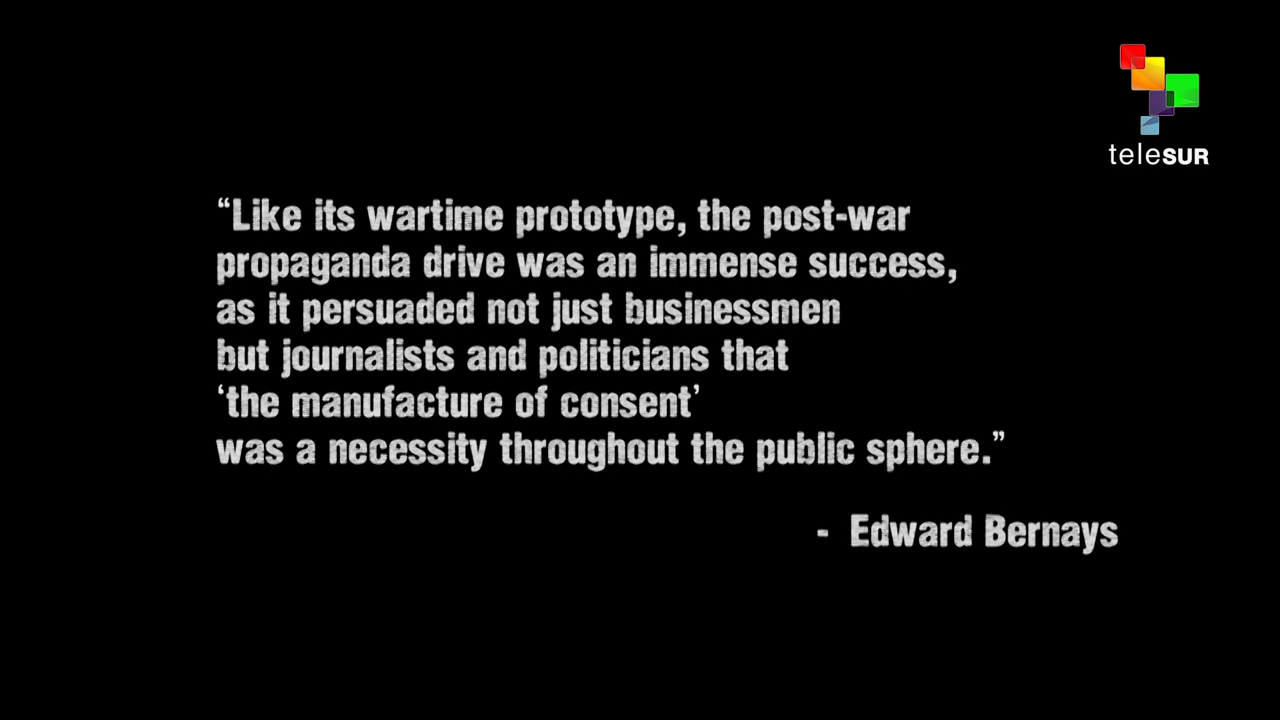 teleSUR
“Like its wartime prototype, the post-war
propaganda drive was an immense success,
as it persuaded not just businessmen
but journalists and politicians that
‘the manufacture of consent’
was a necessity throughout the public sphere.”
- Edward Bernays